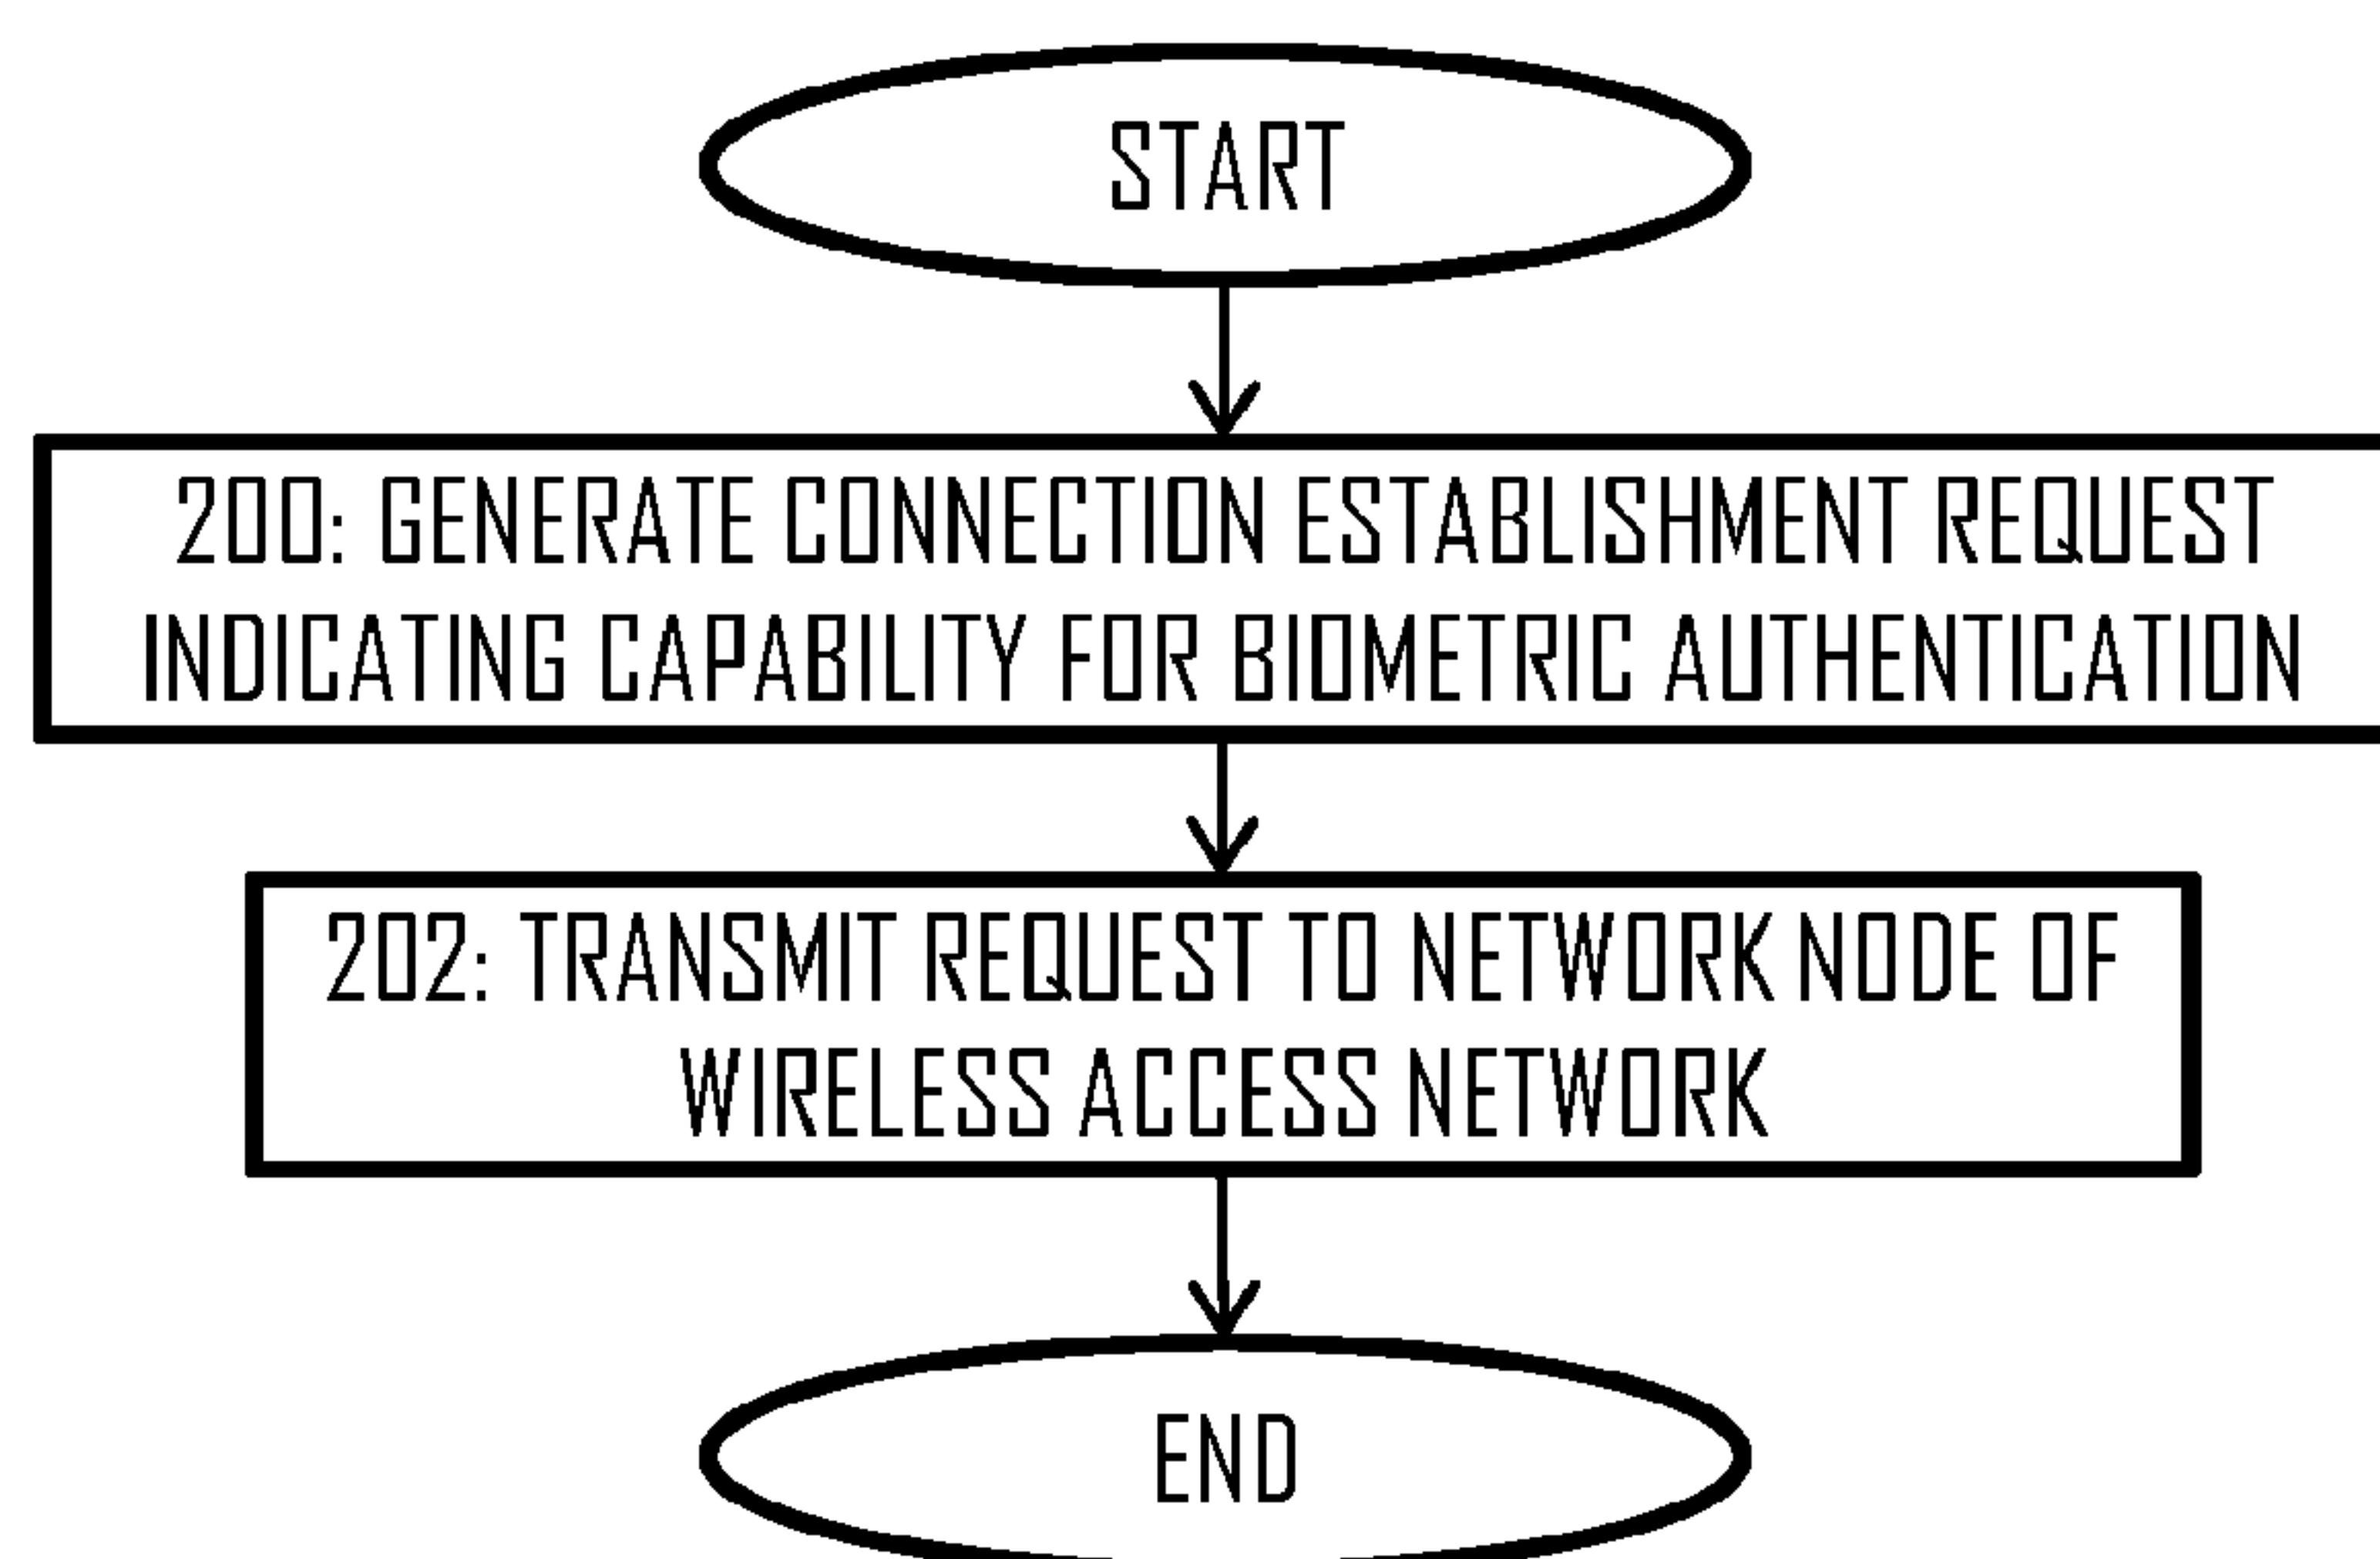 START
200: GENERATE CONNECTION ESTABLISHMENT REQUEST
INDICATING CAPABILITY FOR BIOMETRIC AUTHENTICATION
202: TRANSMIT REQUEST TO NETWORK NODE OF
WIRELESS ACCESS NETWORK
END